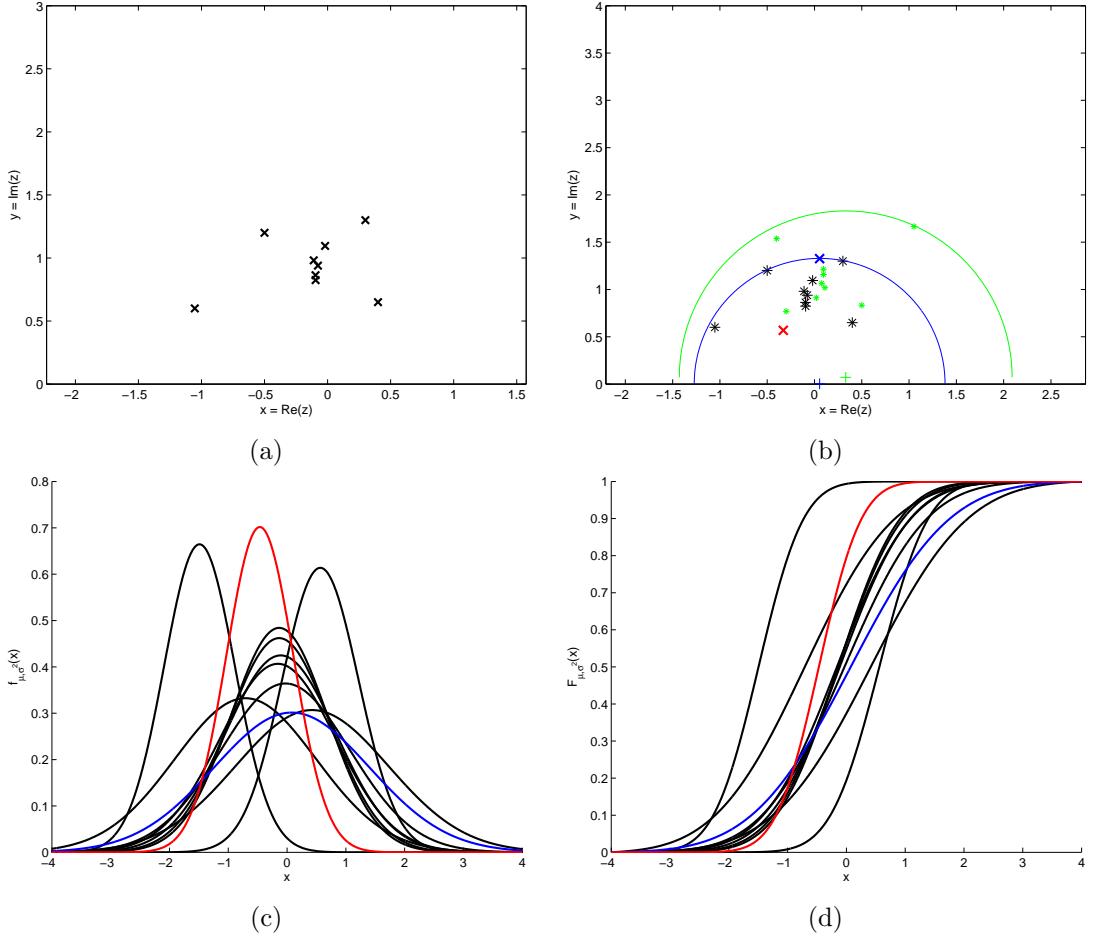 3
2.5
2
1.5
1
0.5
0
y = Im(z)
−2 −1.5 −1 −0.5 0 0.5 1 1.5
x = Re(z)
(a)
4
3.5
3
2.5
2
1.5
1
0.5
0
y = Im(z)
−2 −1.5 −1 −0.5 0 0.5 1 1.5 2 2.5
x = Re(z)
(b)
0.8
0.7
0.6
0.5
0.4
0.3
0.2
0.1
0
f μ,σ²(x)
−4 −3 −2 −1 0 1 2 3 4
x
(c)
1
0.9
0.8
0.7
0.6
0.5
0.4
0.3
0.2
0.1
0
F μ,σ²(x)
−4 −3 −2 −1 0 1 2 3 4
x
(d)